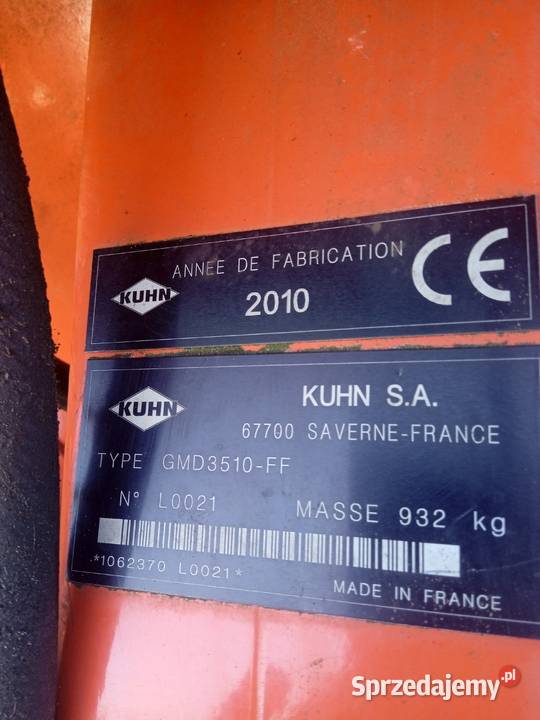 KUHN
ANNEE DE FABRICATION
2010
CE
KUHN
KUHN S.A.
67700 SAVERNE-FRANCE
TYPE GMD3510-FF
N° L0021 MASSE 932 kg
*1062370 L0021*
MADE IN FRANCE
Sprzedajemy.pl